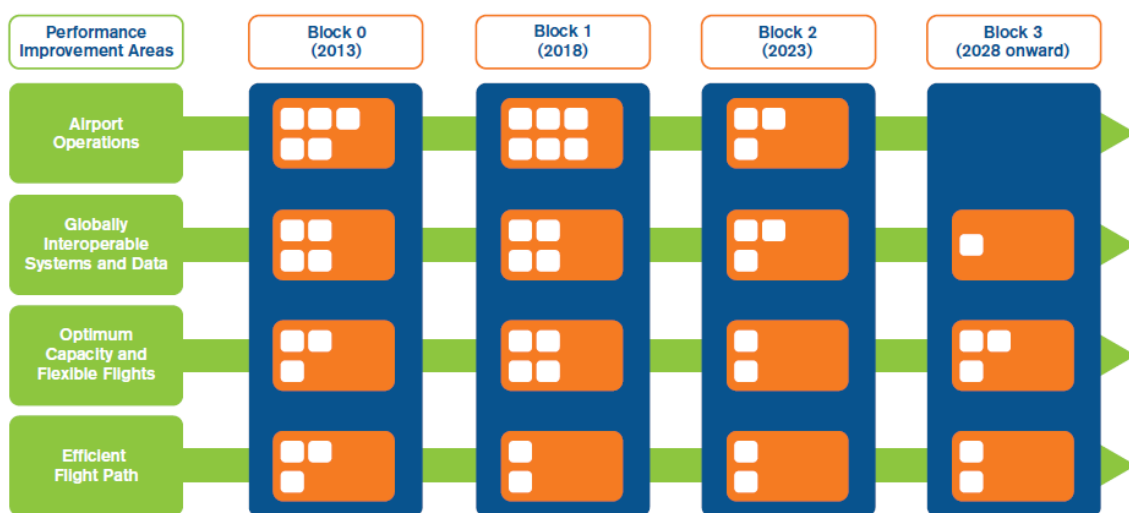 Performance
Improvement Areas
Block 0
(2013)
Block 1
(2018)
Block 2
(2023)
Block 3
(2028 onward)
Airport
Operations
Globally
Interoperable
Systems and Data
Optimum
Capacity and
Flexible Flights
Efficient
Flight Path